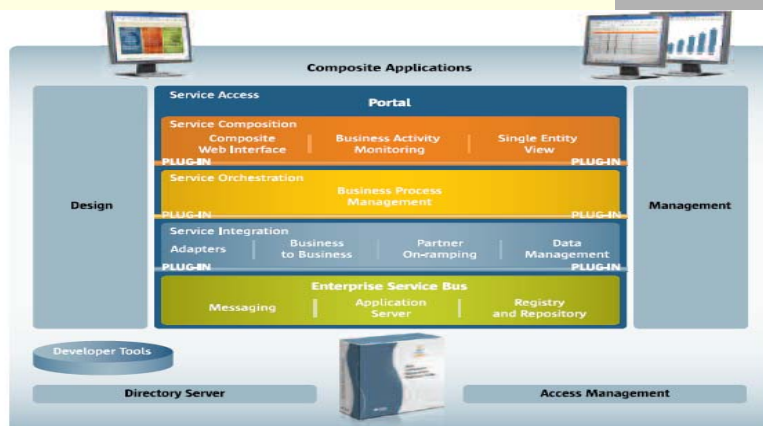 Composite Applications
Service Access
Portal
Service Composition
Composite
Web Interface
Business Activity
Monitoring
Single Entity
View
PLUG-IN
PLUG-IN
Service Orchestration
Business Process
Management
PLUG-IN
PLUG-IN
Service Integration
Adapters
Business
to Business
Partner
On-ramping
Data
Management
PLUG-IN
PLUG-IN
Enterprise Service Bus
Messaging
Application
Server
Registry
and Repository
Design
Management
Developer Tools
Directory Server
Access Management